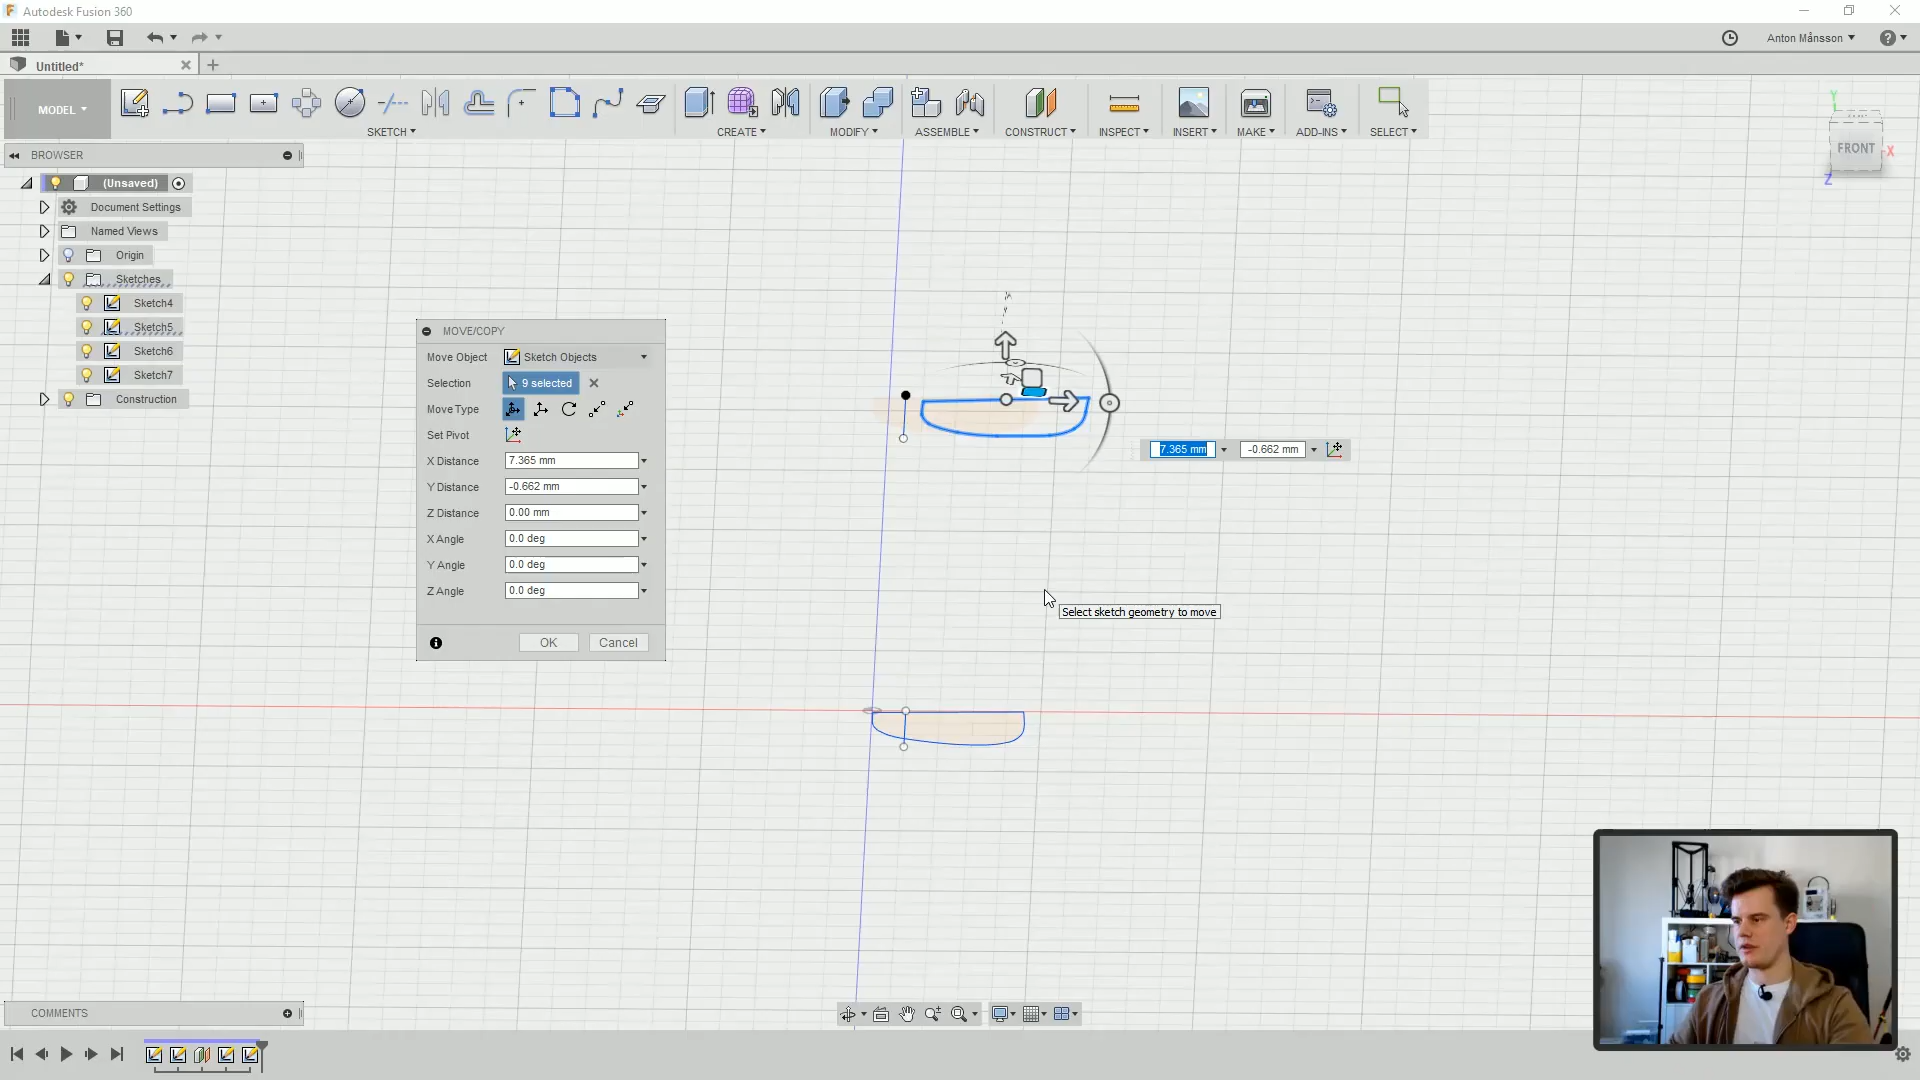 Autodesk Fusion 360
Anton Månsson
Untitled*
MODEL
SKETCH
CREATE
MODIFY
ASSEMBLE
CONSTRUCT
INSPECT
INSERT
MAKE
ADD-INS
SELECT
Y
FRONT
X
Z
BROWSER
(Unsaved)
Document Settings
Named Views
Origin
Sketches
Sketch4
Sketch5
Sketch6
Sketch7
Construction
MOVE/COPY
Move Object Sketch Objects
Selection 9 selected
Move Type
Set Pivot
X Distance 7.365 mm
Y Distance -0.662 mm
Z Distance 0.00 mm
X Angle 0.0 deg
Y Angle 0.0 deg
Z Angle 0.0 deg
OK Cancel
7.365 mm -0.662 mm
Select sketch geometry to move
COMMENTS